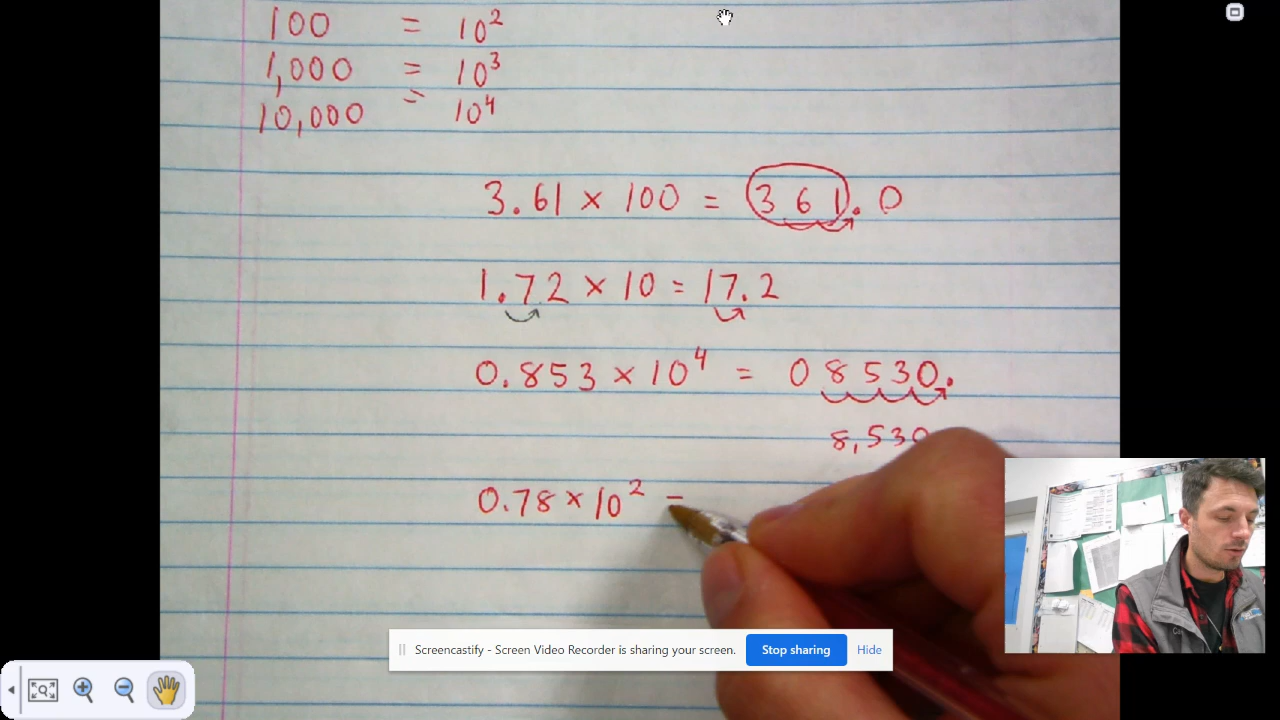 100 = 10²
1,000 = 10³
10,000 = 10⁴
3.61 × 100 = 361.0
1.72 × 10 = 17.2
0.853 × 10⁴ = 08530.
8,530
0.78 × 10² =
Screencastify - Screen Video Recorder is sharing your screen. Stop sharing Hide